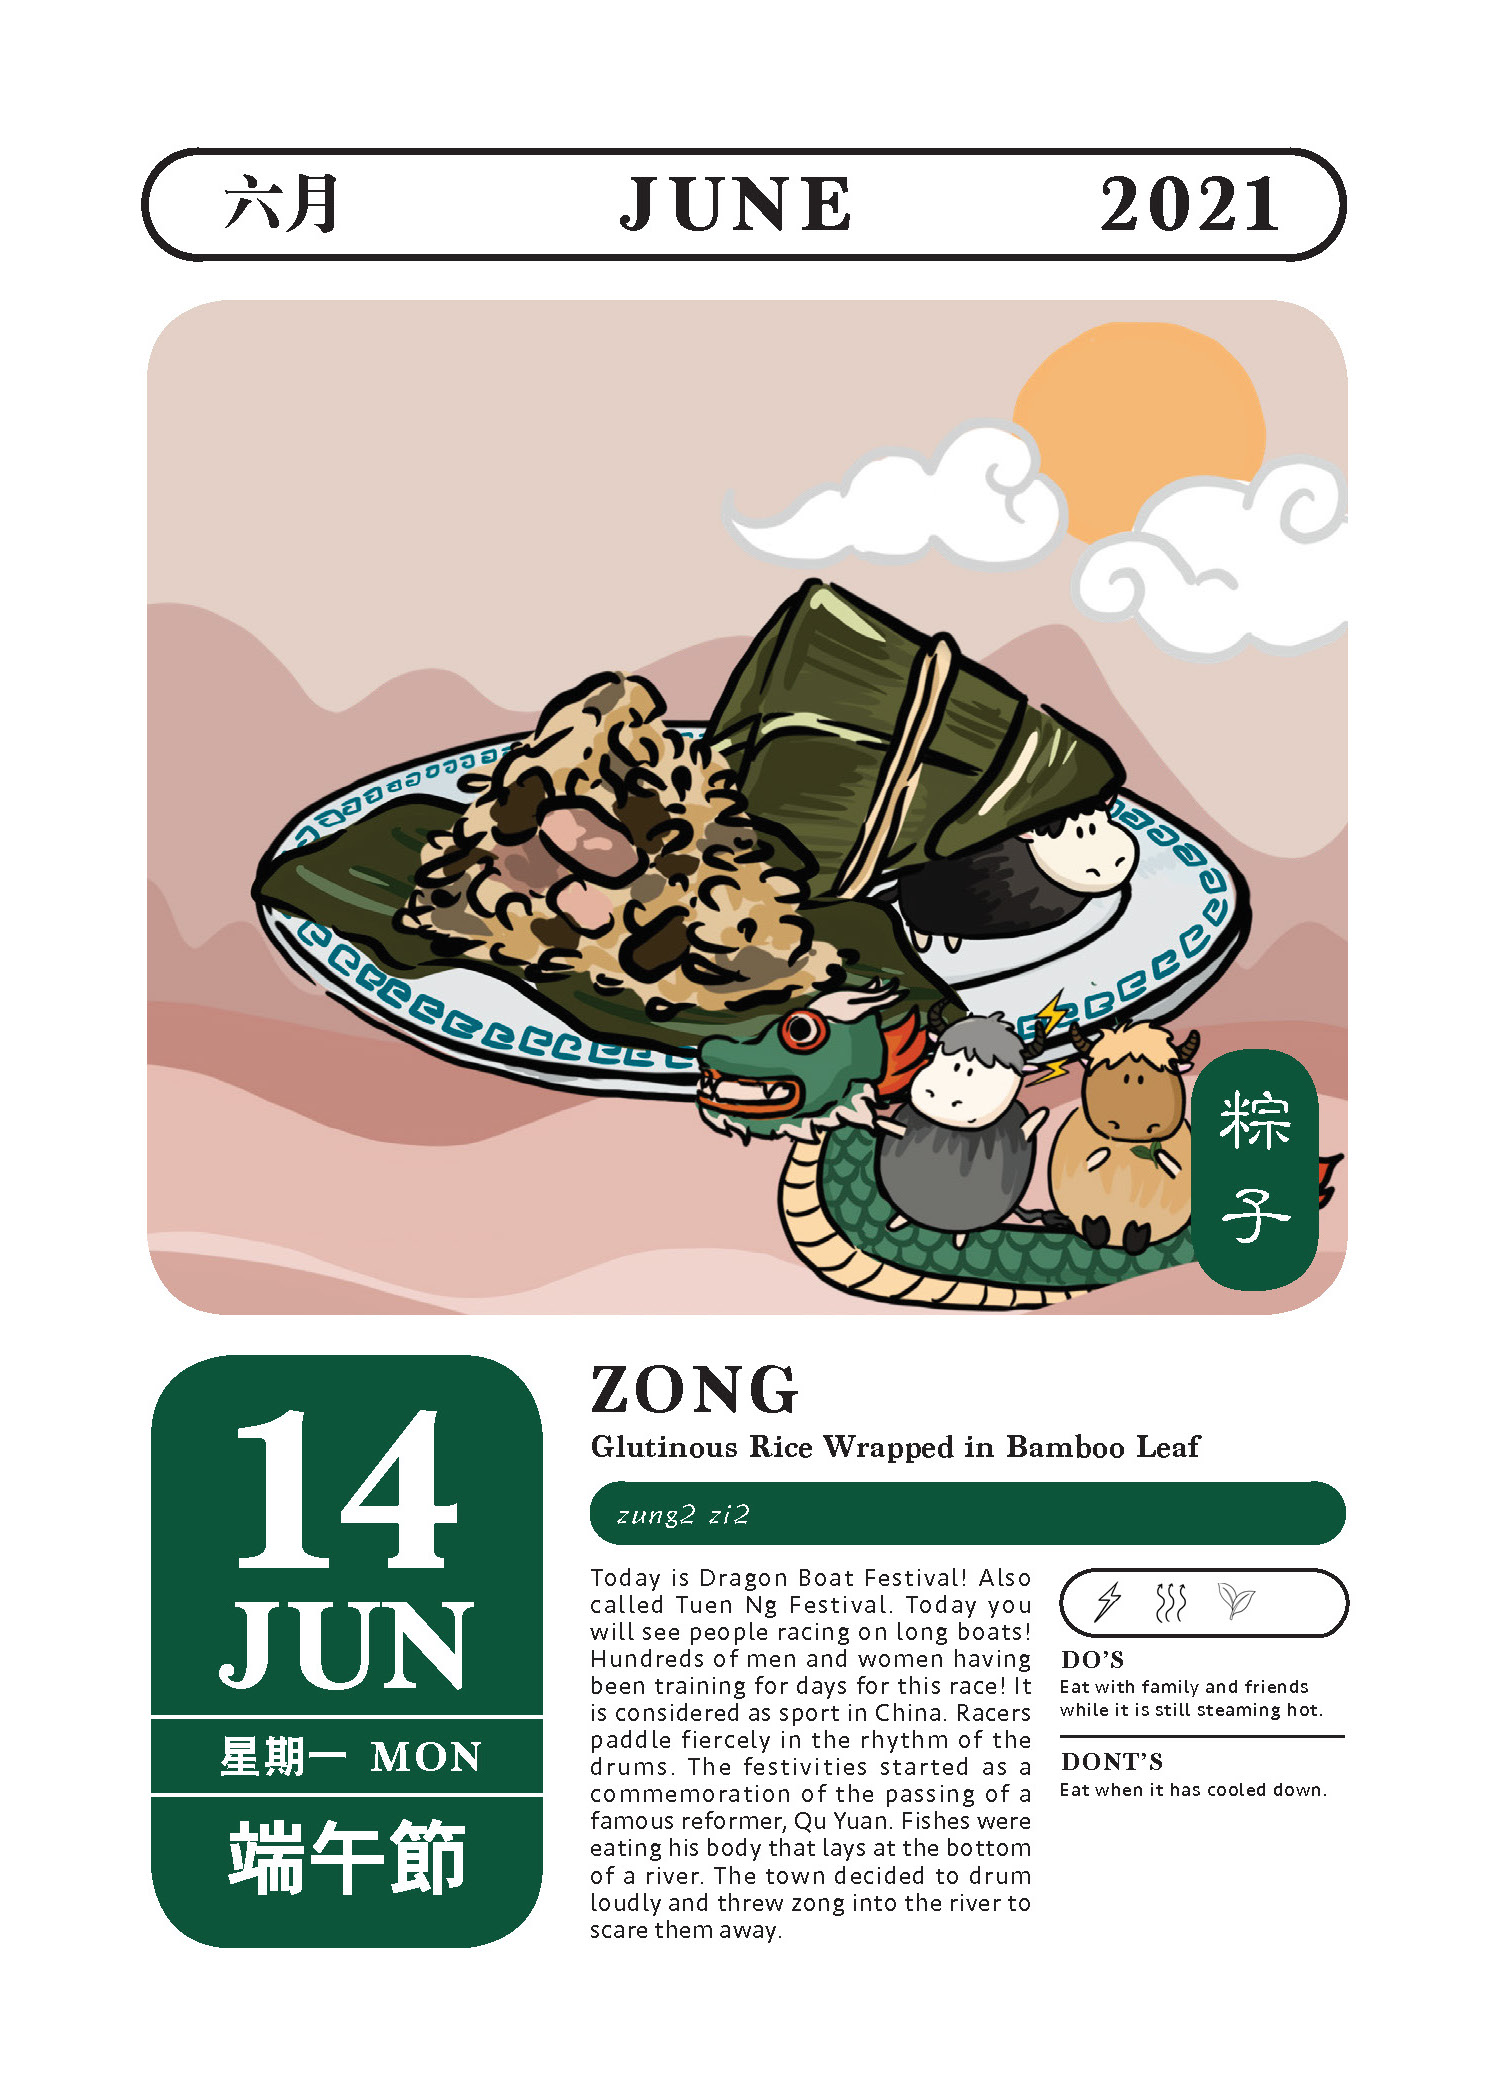 六月 JUNE 2021
粽
子
14
JUN
星期一 MON
端午節
ZONG
Glutinous Rice Wrapped in Bamboo Leaf
zung2 zi2
Today is Dragon Boat Festival! Also
called Tuen Ng Festival. Today you
will see people racing on long boats!
Hundreds of men and women having
been training for days for this race! It
is considered as sport in China. Racers
paddle fiercely in the rhythm of the
drums. The festivities started as a
commemoration of the passing of a
famous reformer, Qu Yuan. Fishes were
eating his body that lays at the bottom
of a river. The town decided to drum
loudly and threw zong into the river to
scare them away.
DO'S
Eat with family and friends
while it is still steaming hot.
DONT'S
Eat when it has cooled down.